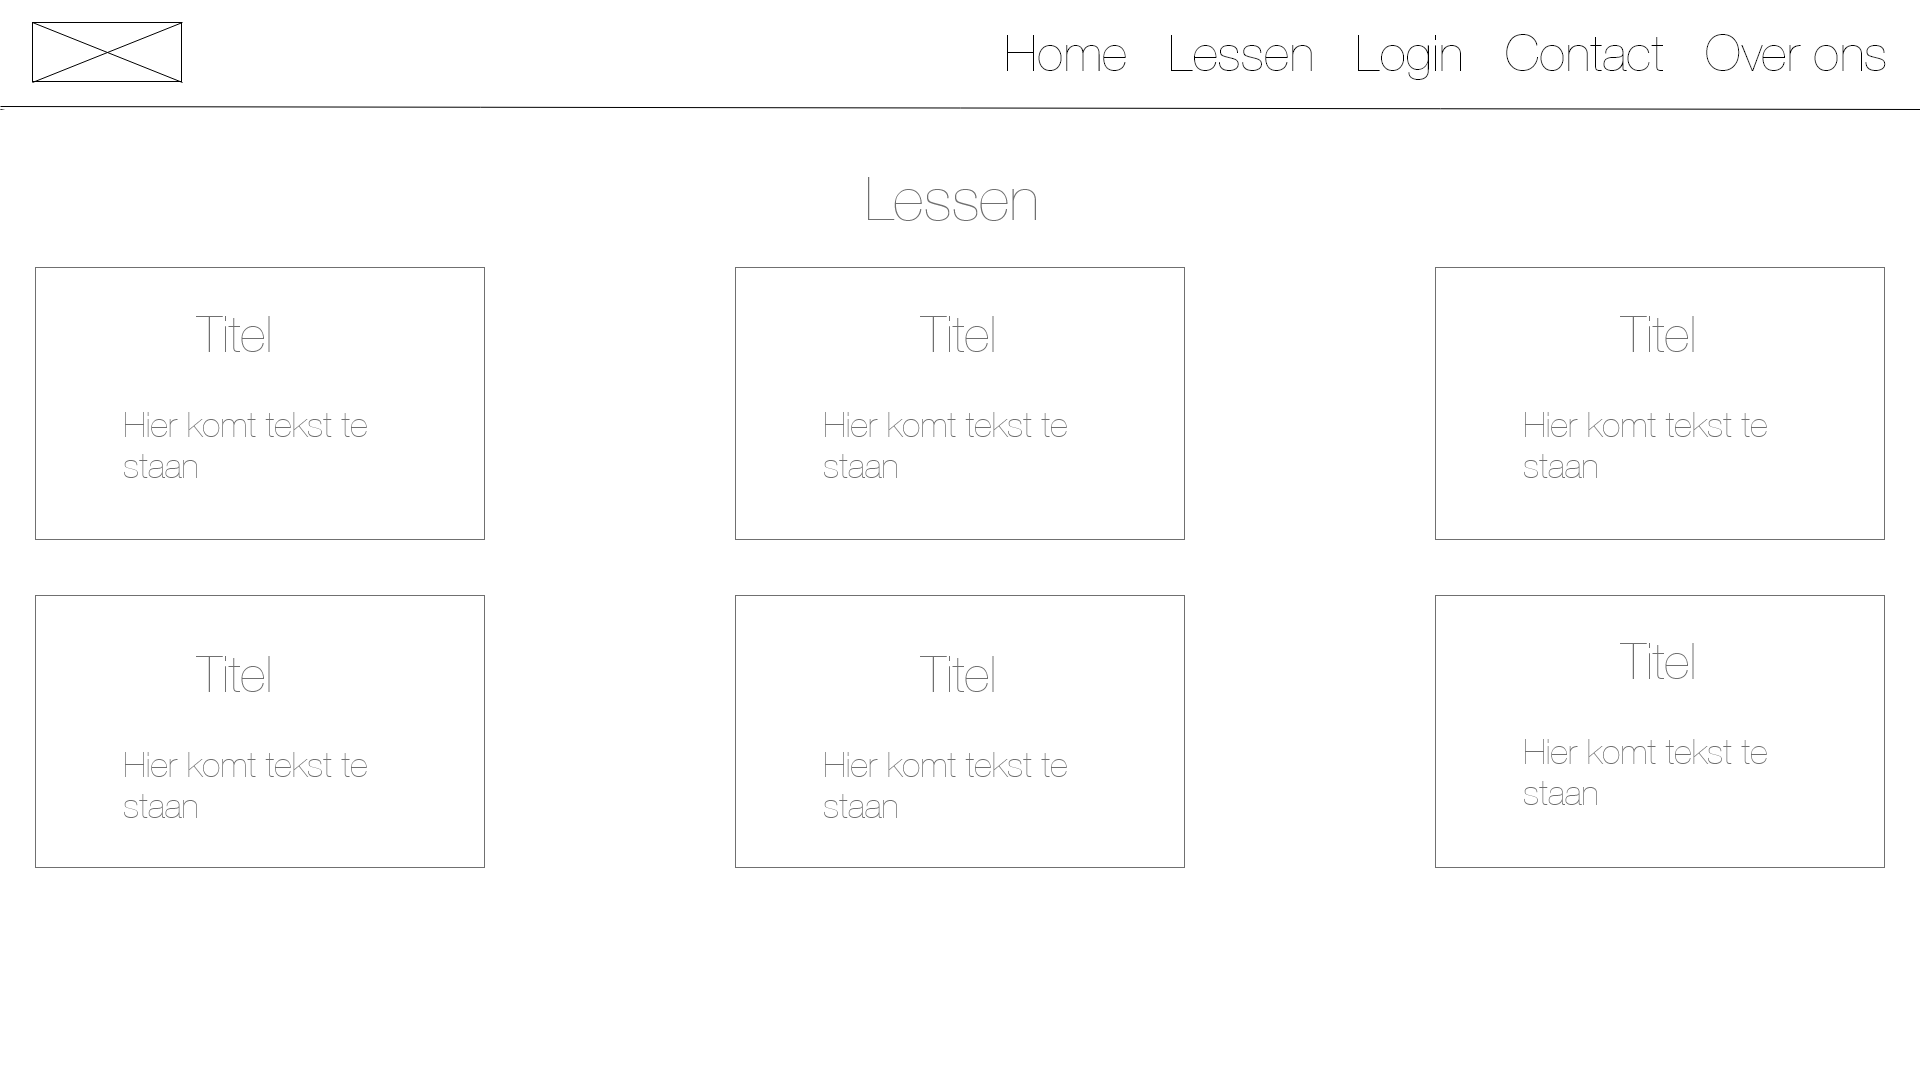 Home Lessen Login Contact Over ons
Lessen
Titel
Hier komt tekst te
staan
Titel
Hier komt tekst te
staan
Titel
Hier komt tekst te
staan
Titel
Hier komt tekst te
staan
Titel
Hier komt tekst te
staan
Titel
Hier komt tekst te
staan